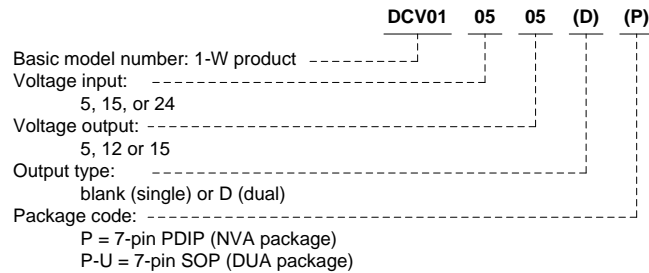 DCV01 05 05 (D) (P)
Basic model number: 1-W product
Voltage input:
5, 15, or 24
Voltage output:
5, 12 or 15
Output type:
blank (single) or D (dual)
Package code:
P = 7-pin PDIP (NVA package)
P-U = 7-pin SOP (DUA package)